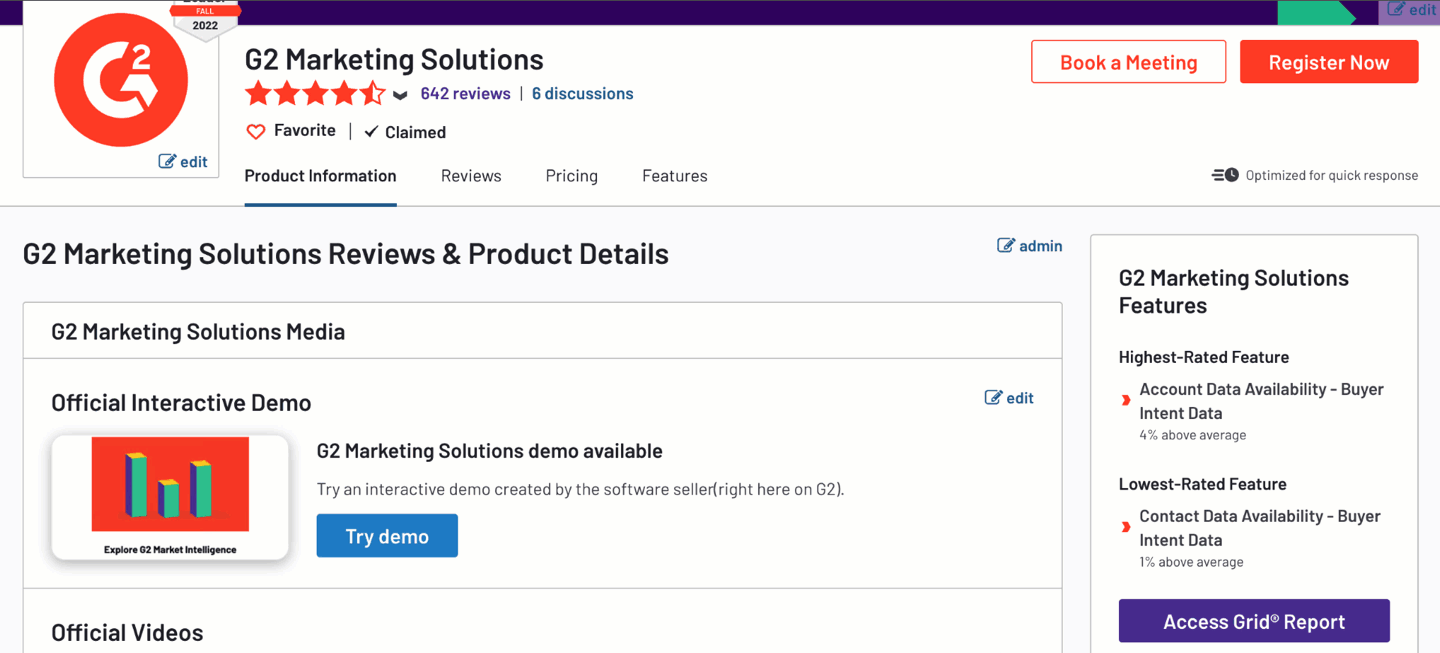 FALL
2022
edit
G2
edit
G2 Marketing Solutions
642 reviews | 6 discussions
Favorite | Claimed
Book a Meeting
Register Now
Product Information
Reviews
Pricing
Features
Optimized for quick response
G2 Marketing Solutions Reviews & Product Details
admin
G2 Marketing Solutions Media
Official Interactive Demo
edit
Explore G2 Market Intelligence
G2 Marketing Solutions demo available
Try an interactive demo created by the software seller(right here on G2).
Try demo
Official Videos
G2 Marketing Solutions
Features
Highest-Rated Feature
Account Data Availability - Buyer
Intent Data
4% above average
Lowest-Rated Feature
Contact Data Availability - Buyer
Intent Data
1% above average
Access Grid® Report